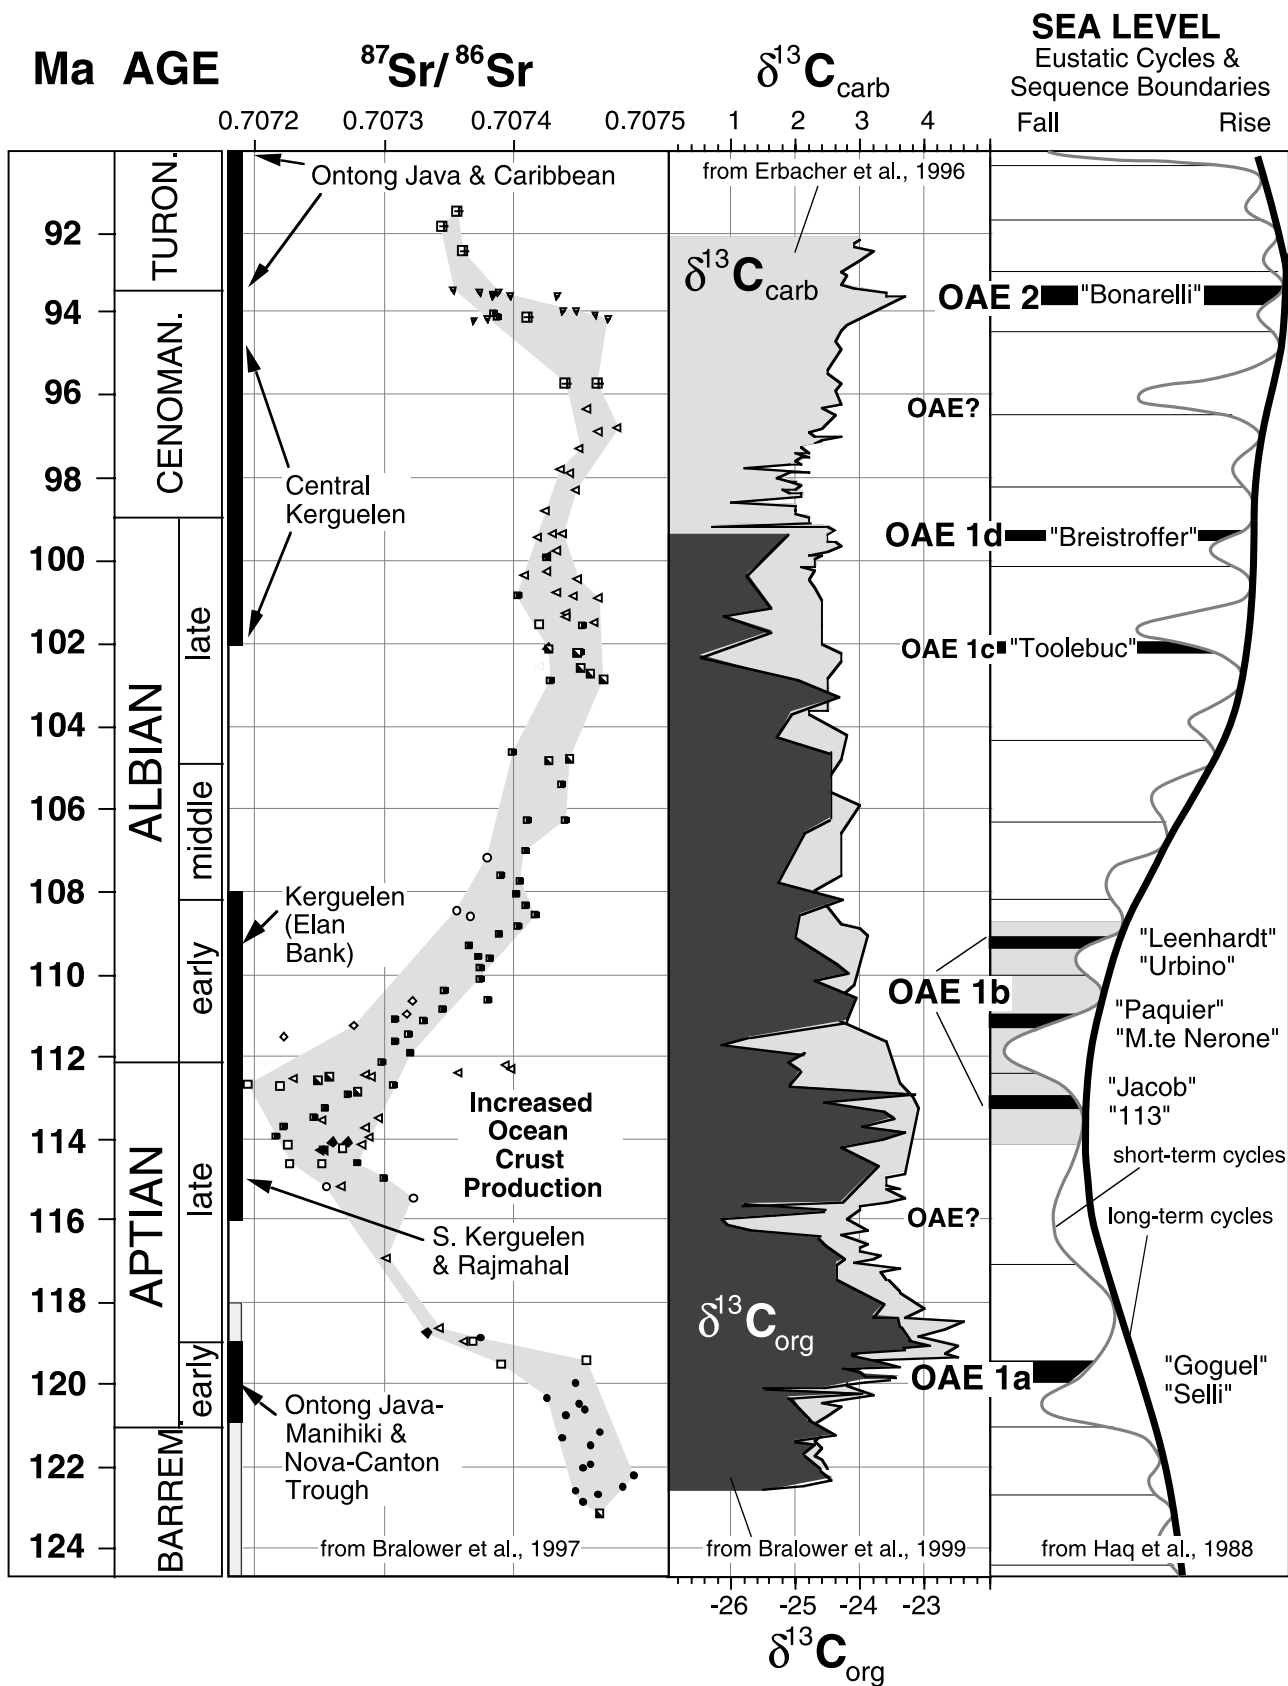 SEA LEVEL
Eustatic Cycles &
Sequence Boundaries
Fall Rise
Ma AGE 87Sr/ 86Sr δ13Ccarb
0.7072 0.7073 0.7074 0.7075 1 2 3 4
TURON.
CENOMAN.
ALBIAN
APTIAN
BARREM.
late
middle
early
late
early
92
94
96
98
100
102
104
106
108
110
112
114
116
118
120
122
124
Ontong Java & Caribbean
Central
Kerguelen
Kerguelen
(Elan
Bank)
Increased
Ocean
Crust
Production
S. Kerguelen
& Rajmahal
Ontong Java-
Manihiki &
Nova-Canton
Trough
from Bralower et al., 1997
from Erbacher et al., 1996
δ13Ccarb
δ13Corg
from Bralower et al., 1999
-26 -25 -24 -23
δ13Corg
OAE 2 "Bonarelli"
OAE?
OAE 1d "Breistroffer"
OAE 1c "Toolebuc"
OAE 1b
"Leenhardt"
"Urbino"
"Paquier"
"M.te Nerone"
"Jacob"
"113"
short-term cycles
OAE?
long-term cycles
OAE 1a
"Goguel"
"Selli"
from Haq et al., 1988